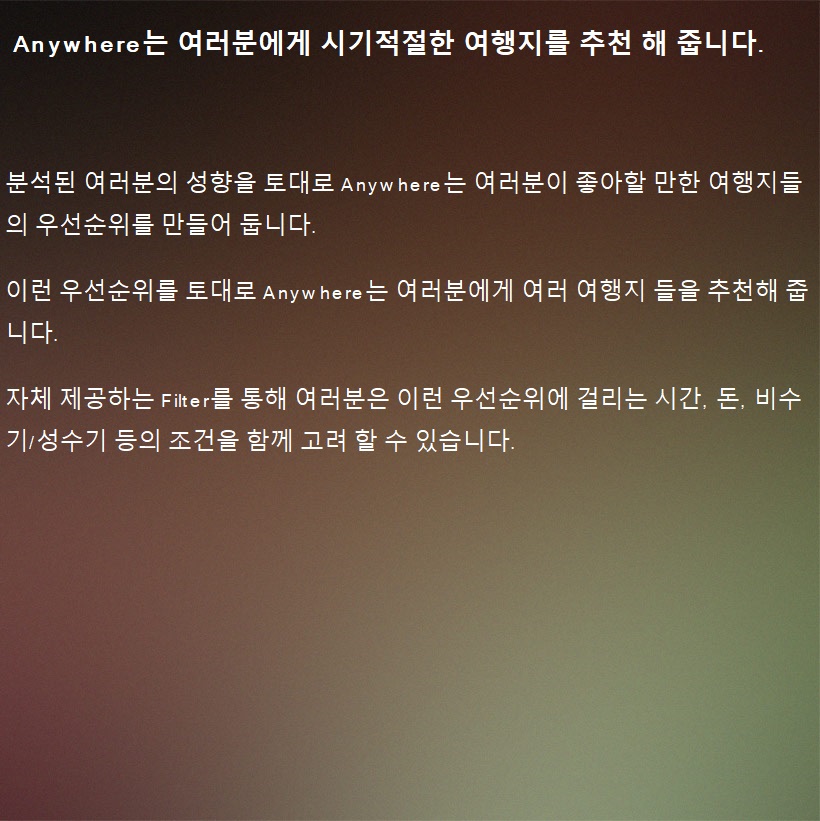 Anywhere는 여러분에게 시기적절한 여행지를 추천 해 줍니다.
분석된 여러분의 성향을 토대로 Anywhere는 여러분이 좋아할 만한 여행지들
의 우선순위를 만들어 둡니다.
이런 우선순위를 토대로 Anywhere는 여러분에게 여러 여행지 들을 추천해 줍
니다.
자체 제공하는 Filter를 통해 여러분은 이런 우선순위에 걸리는 시간, 돈, 비수
기/성수기 등의 조건을 함께 고려 할 수 있습니다.